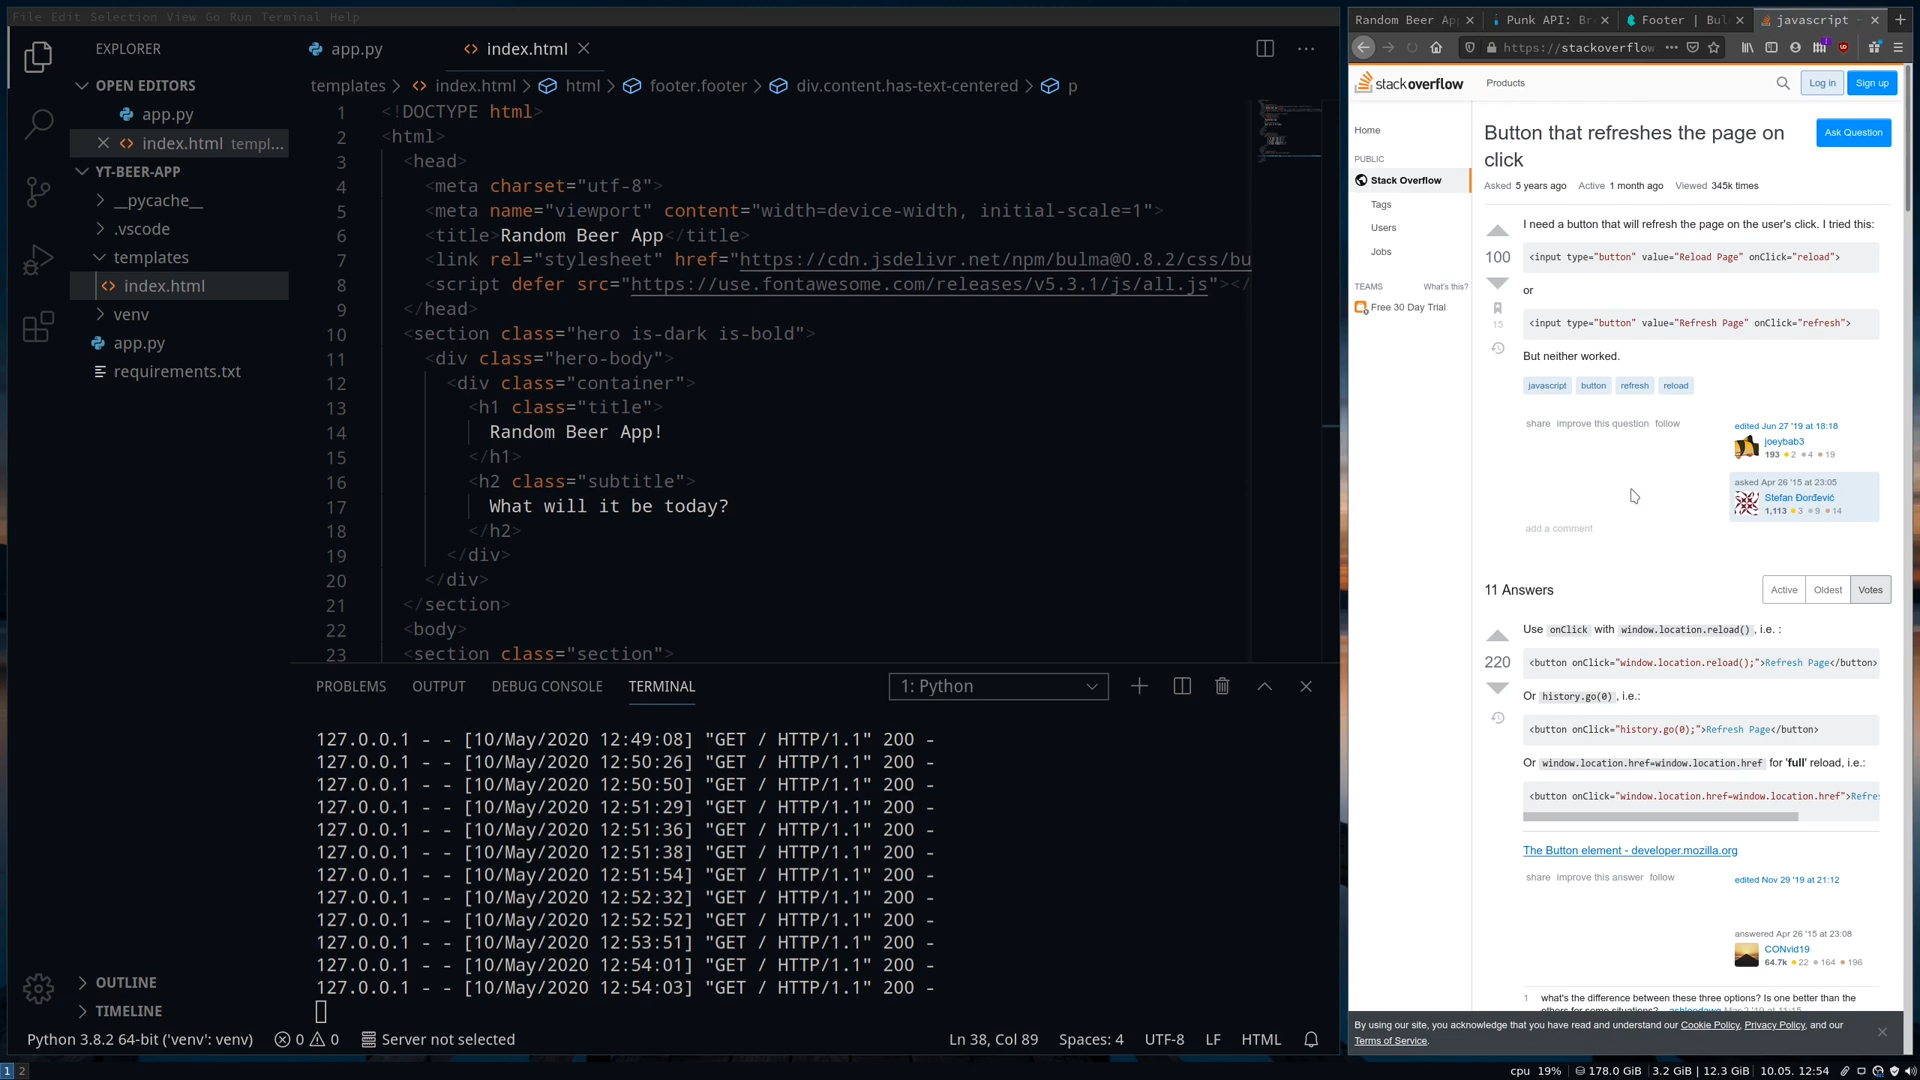 File Edit Selection View Go Run Terminal Help
EXPLORER
OPEN EDITORS
app.py
index.html templ...
YT-BEER-APP
__pycache__
.vscode
templates
index.html
venv
app.py
requirements.txt
OUTLINE
TIMELINE
app.py
index.html
templates > index.html > html > footer.footer > div.content.has-text-centered > p
1 <!DOCTYPE html>
2 <html>
3 <head>
4 <meta charset="utf-8">
5 <meta name="viewport" content="width=device-width, initial-scale=1">
6 <title>Random Beer App</title>
7 <link rel="stylesheet" href="https://cdn.jsdelivr.net/npm/bulma@0.8.2/css/bu
8 <script defer src="https://use.fontawesome.com/releases/v5.3.1/js/all.js"></
9 </head>
10 <section class="hero is-dark is-bold">
11 <div class="hero-body">
12 <div class="container">
13 <h1 class="title">
14 Random Beer App!
15 </h1>
16 <h2 class="subtitle">
17 What will it be today?
18 </h2>
19 </div>
20 </div>
21 </section>
22 <body>
23 <section class="section">
PROBLEMS OUTPUT DEBUG CONSOLE TERMINAL
1: Python
127.0.0.1 - - [10/May/2020 12:49:08] "GET / HTTP/1.1" 200 -
127.0.0.1 - - [10/May/2020 12:50:26] "GET / HTTP/1.1" 200 -
127.0.0.1 - - [10/May/2020 12:50:50] "GET / HTTP/1.1" 200 -
127.0.0.1 - - [10/May/2020 12:51:29] "GET / HTTP/1.1" 200 -
127.0.0.1 - - [10/May/2020 12:51:36] "GET / HTTP/1.1" 200 -
127.0.0.1 - - [10/May/2020 12:51:38] "GET / HTTP/1.1" 200 -
127.0.0.1 - - [10/May/2020 12:51:54] "GET / HTTP/1.1" 200 -
127.0.0.1 - - [10/May/2020 12:52:32] "GET / HTTP/1.1" 200 -
127.0.0.1 - - [10/May/2020 12:52:52] "GET / HTTP/1.1" 200 -
127.0.0.1 - - [10/May/2020 12:53:51] "GET / HTTP/1.1" 200 -
127.0.0.1 - - [10/May/2020 12:54:01] "GET / HTTP/1.1" 200 -
127.0.0.1 - - [10/May/2020 12:54:03] "GET / HTTP/1.1" 200 -
Python 3.8.2 64-bit ('venv': venv) 0 0 Server not selected Ln 38, Col 89 Spaces: 4 UTF-8 LF HTML
Random Beer Ap Punk API: Br Footer | Bul javascript -
https://stackoverflow
stackoverflow Products Log in Sign up
Home
PUBLIC
Stack Overflow
Tags
Users
Jobs
TEAMS What's this?
Free 30 Day Trial
Button that refreshes the page on
click
Ask Question
Asked 5 years ago Active 1 month ago Viewed 345k times
I need a button that will refresh the page on the user's click. I tried this:
100
<input type="button" value="Reload Page" onClick="reload">
or
15
<input type="button" value="Refresh Page" onClick="refresh">
But neither worked.
javascript button refresh reload
share improve this question follow
edited Jun 27 '19 at 18:18
joeybab3
193 2 4 19
asked Apr 26 '15 at 23:05
Stefan Đorđević
1,113 3 9 14
add a comment
11 Answers
Active Oldest Votes
Use onClick with window.location.reload(), i.e. :
220
<button onClick="window.location.reload();">Refresh Page</button>
Or history.go(0), i.e.:
<button onClick="history.go(0);">Refresh Page</button>
Or window.location.href=window.location.href for 'full' reload, i.e.:
<button onClick="window.location.href=window.location.href">Refre
The Button element - developer.mozilla.org
share improve this answer follow
edited Nov 29 '19 at 21:12
answered Apr 26 '15 at 23:08
CONvid19
64.7k 22 164 196
1 what's the difference between these three options? Is one better than the
By using our site, you acknowledge that you have read and understand our Cookie Policy, Privacy Policy, and our
Terms of Service.
1 2
cpu 19% 178.0 GiB 3.2 GiB | 12.3 GiB 10.05. 12:54